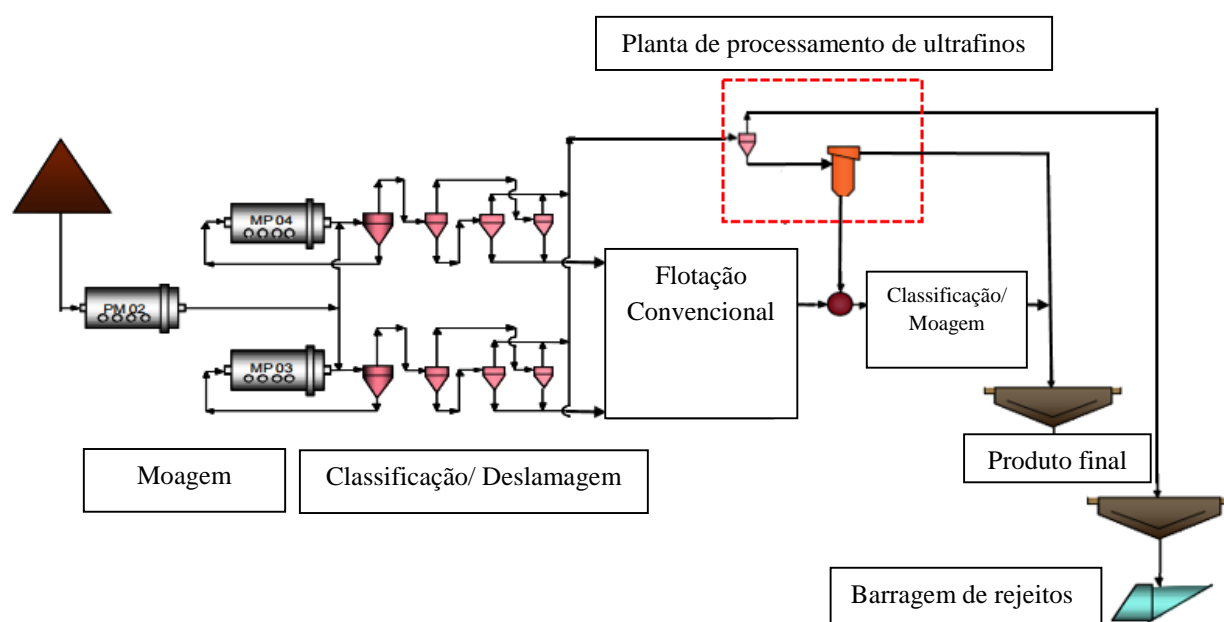 Planta de processamento de ultrafinos
MP 04
PM 02
MP 03
Flotação
Convencional
Classificação/
Moagem
Moagem
Classificação/ Deslamagem
Produto final
Barragem de rejeitos